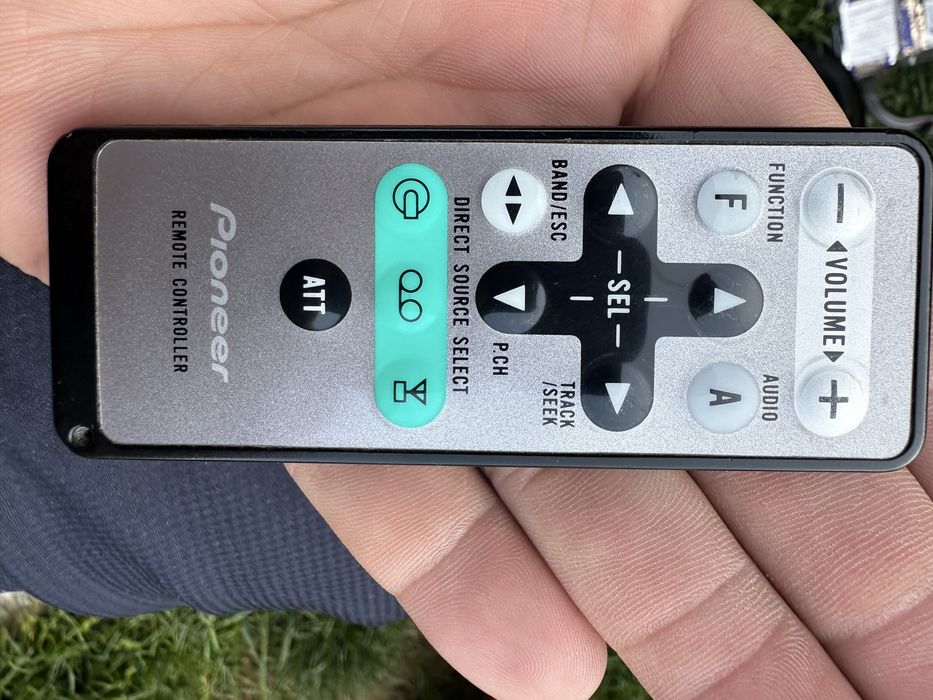 − ◀VOLUME▶ +
FUNCTION
AUDIO
F
A
–SEL–
BAND/ESC
P.CH
TRACK
/SEEK
DIRECT SOURCE SELECT
ATT
Pioneer
REMOTE CONTROLLER